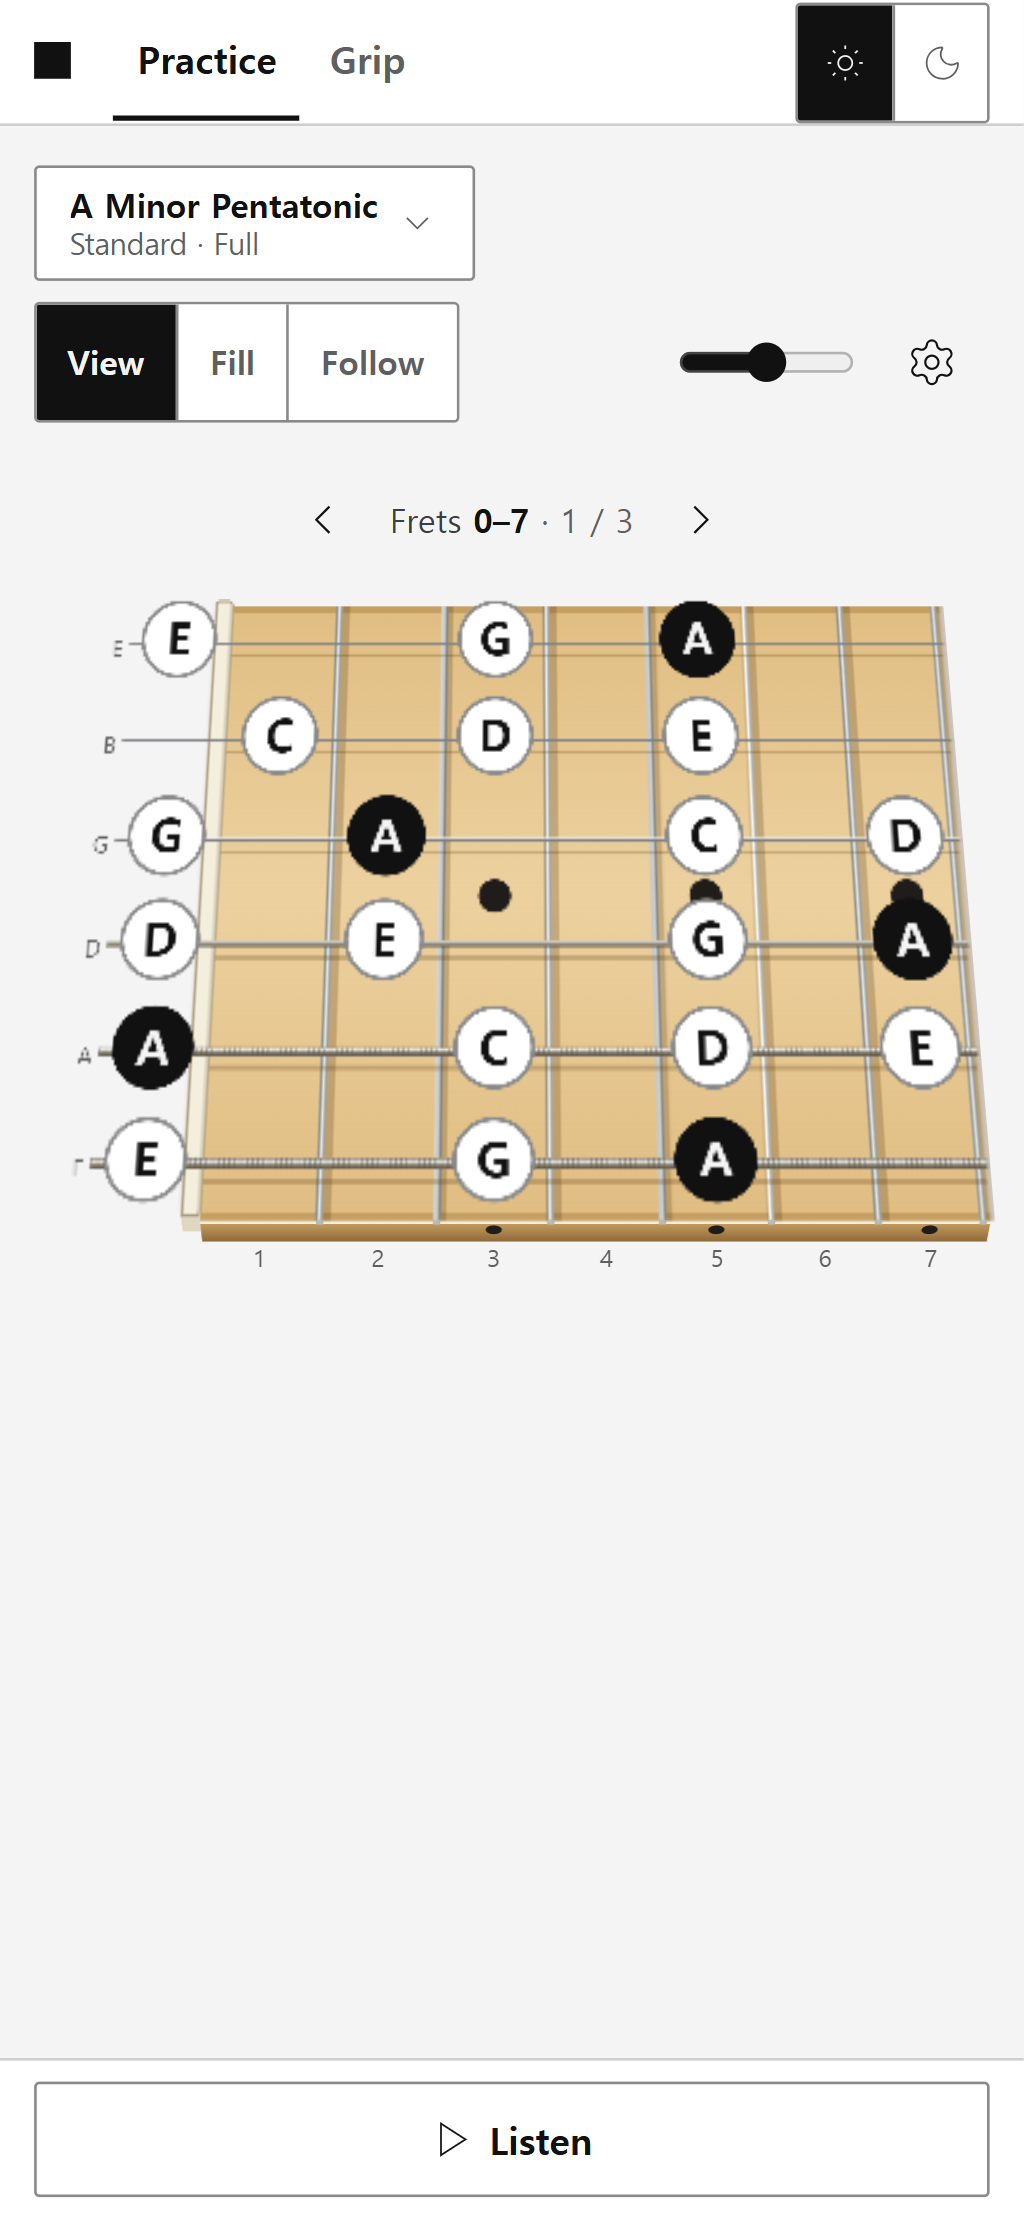 Practice Grip
A Minor Pentatonic
Standard · Full
View Fill Follow
Frets 0–7 · 1 / 3
E E G A
B C D E
G G A C D
D D E G A
A A C D E
E G A
1 2 3 4 5 6 7
Listen